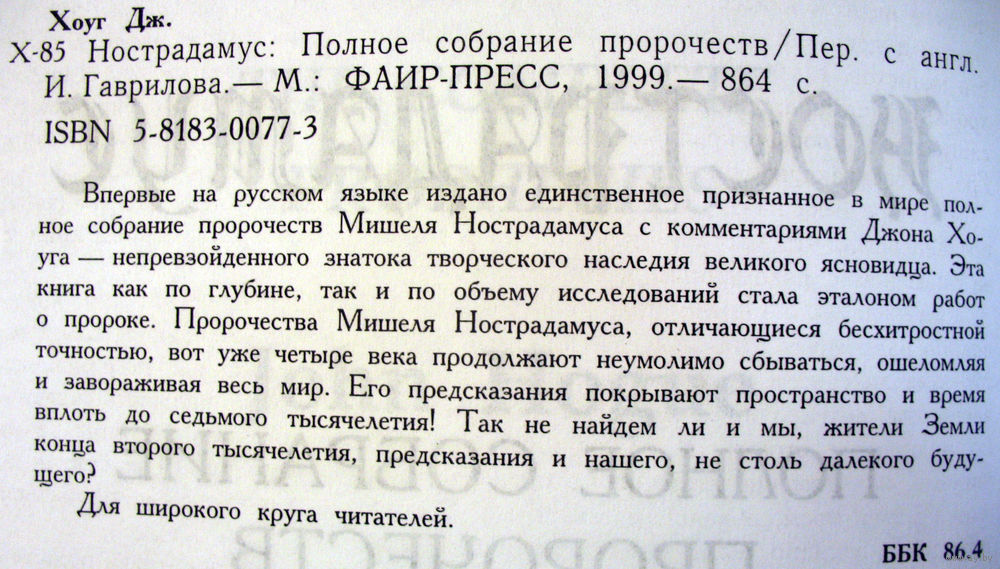 Хоуг Дж.
Х-85 Нострадамус: Полное собрание пророчеств/Пер. с англ.
И. Гаврилова.— М.: ФАИР-ПРЕСС, 1999.— 864 с.
ISBN 5-8183-0077-3
Впервые на русском языке издано единственное признанное в мире пол-
ное собрание пророчеств Мишеля Нострадамуса с комментариями Джона Хо-
уга — непревзойденного знатока творческого наследия великого ясновидца. Эта
книга как по глубине, так и по объему исследований стала эталоном работ
о пророке. Пророчества Мишеля Нострадамуса, отличающиеся бесхитростной
точностью, вот уже четыре века продолжают неумолимо сбываться, ошеломляя
и завораживая весь мир. Его предсказания покрывают пространство и время
вплоть до седьмого тысячелетия! Так не найдем ли и мы, жители Земли
конца второго тысячелетия, предсказания и нашего, не столь далекого буду-
щего?
Для широкого круга читателей.
ББК 86.4